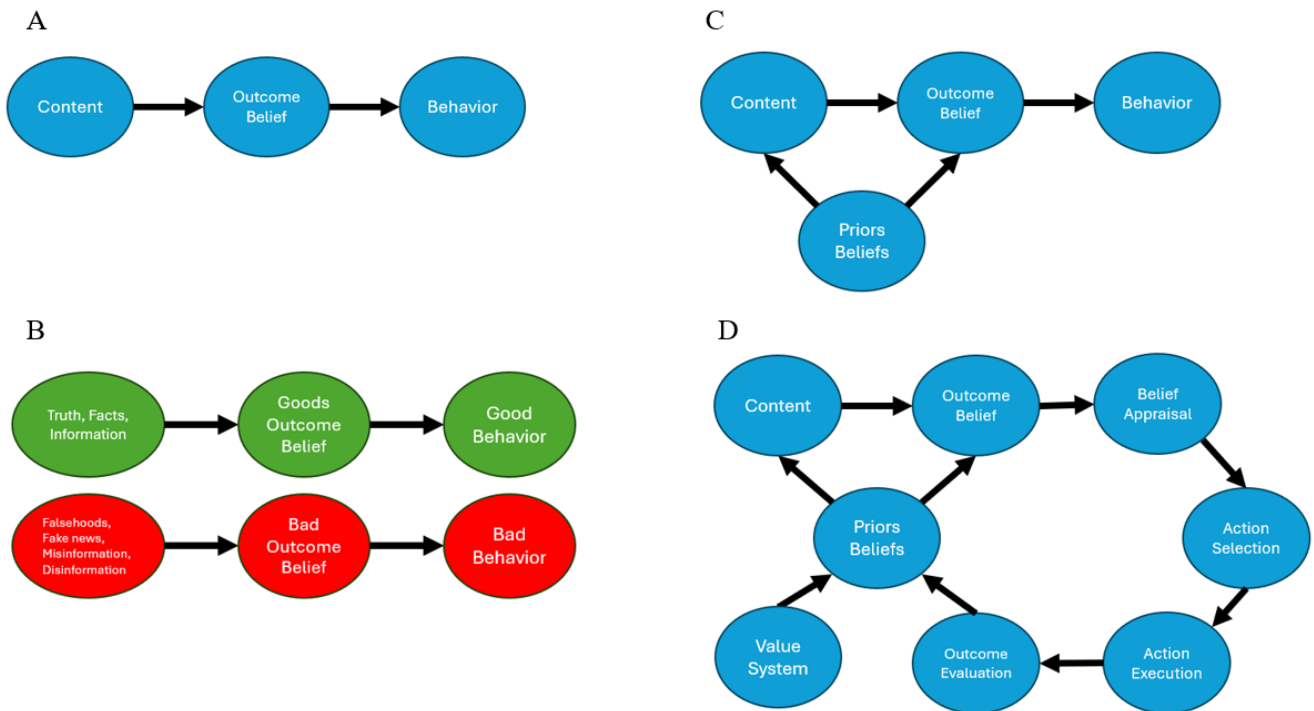 A
Content
Outcome
Belief
Behavior
C
Content
Outcome
Belief
Behavior
Priors
Beliefs
B
Truth, Facts,
Information
Goods
Outcome
Belief
Good
Behavior
Falsehoods,
Fake news,
Misinformation,
Disinformation
Bad
Outcome
Belief
Bad
Behavior
D
Content
Outcome
Belief
Belief
Appraisal
Priors
Beliefs
Action
Selection
Value
System
Outcome
Evaluation
Action
Execution